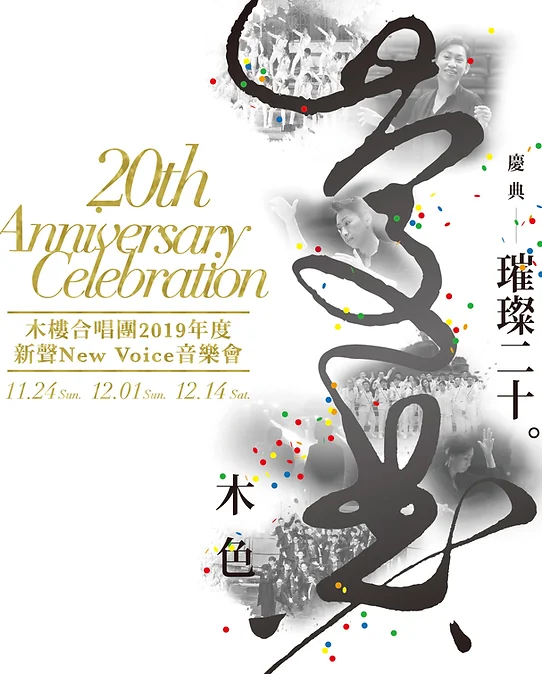 20th
Anniversary
Celebration
木樓合唱團2019年度
新聲New Voice音樂會
11.24 Sun. 12.01 Sun. 12.14 Sat.
慶典—璀璨二十。
木色